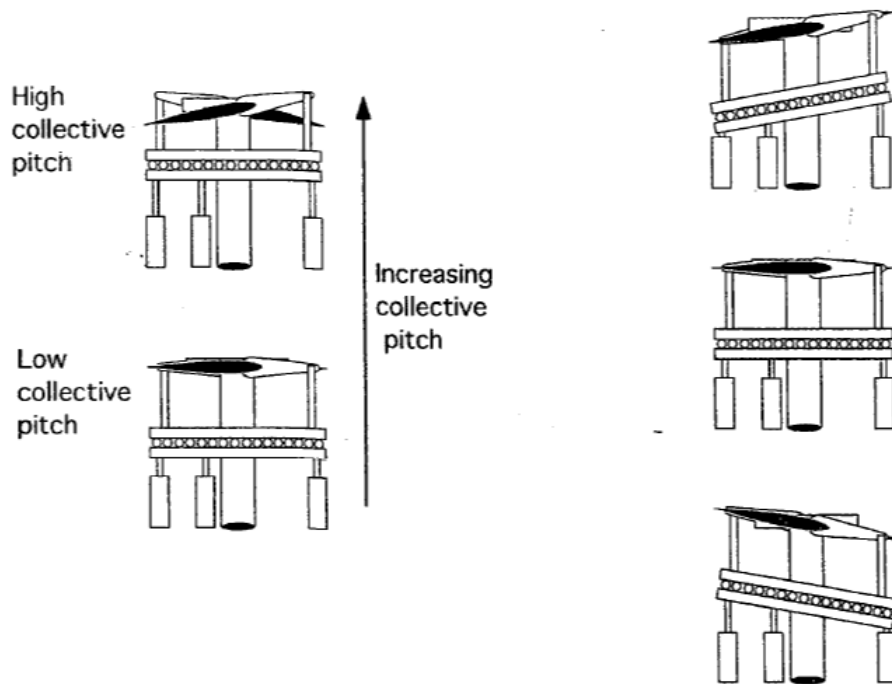 High
collective
pitch
Increasing
collective
pitch
Low
collective
pitch